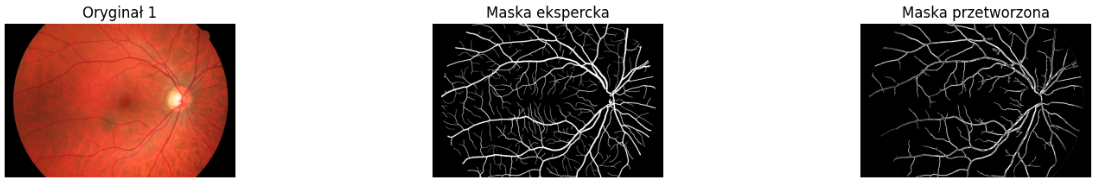 Oryginał 1
Maska ekspercka
Maska przetworzona